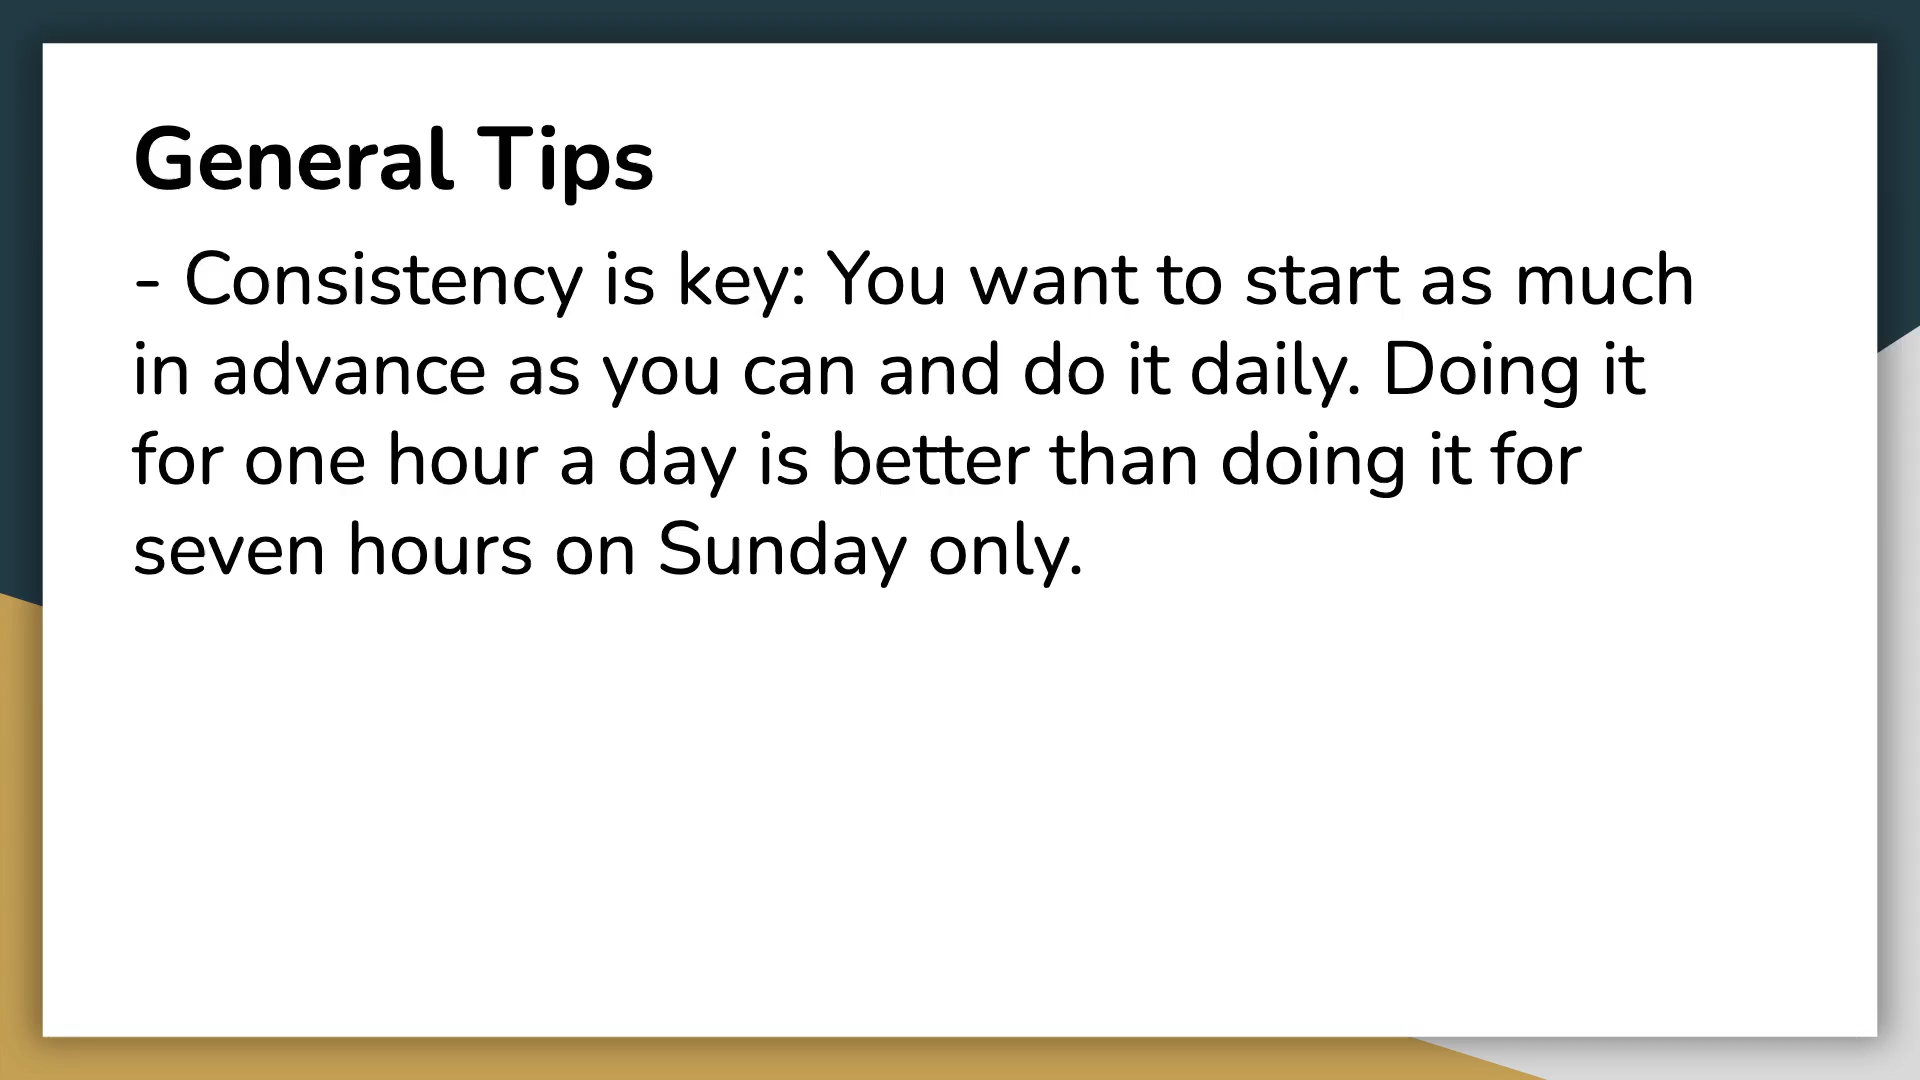 General Tips
- Consistency is key: You want to start as much
in advance as you can and do it daily. Doing it
for one hour a day is better than doing it for
seven hours on Sunday only.